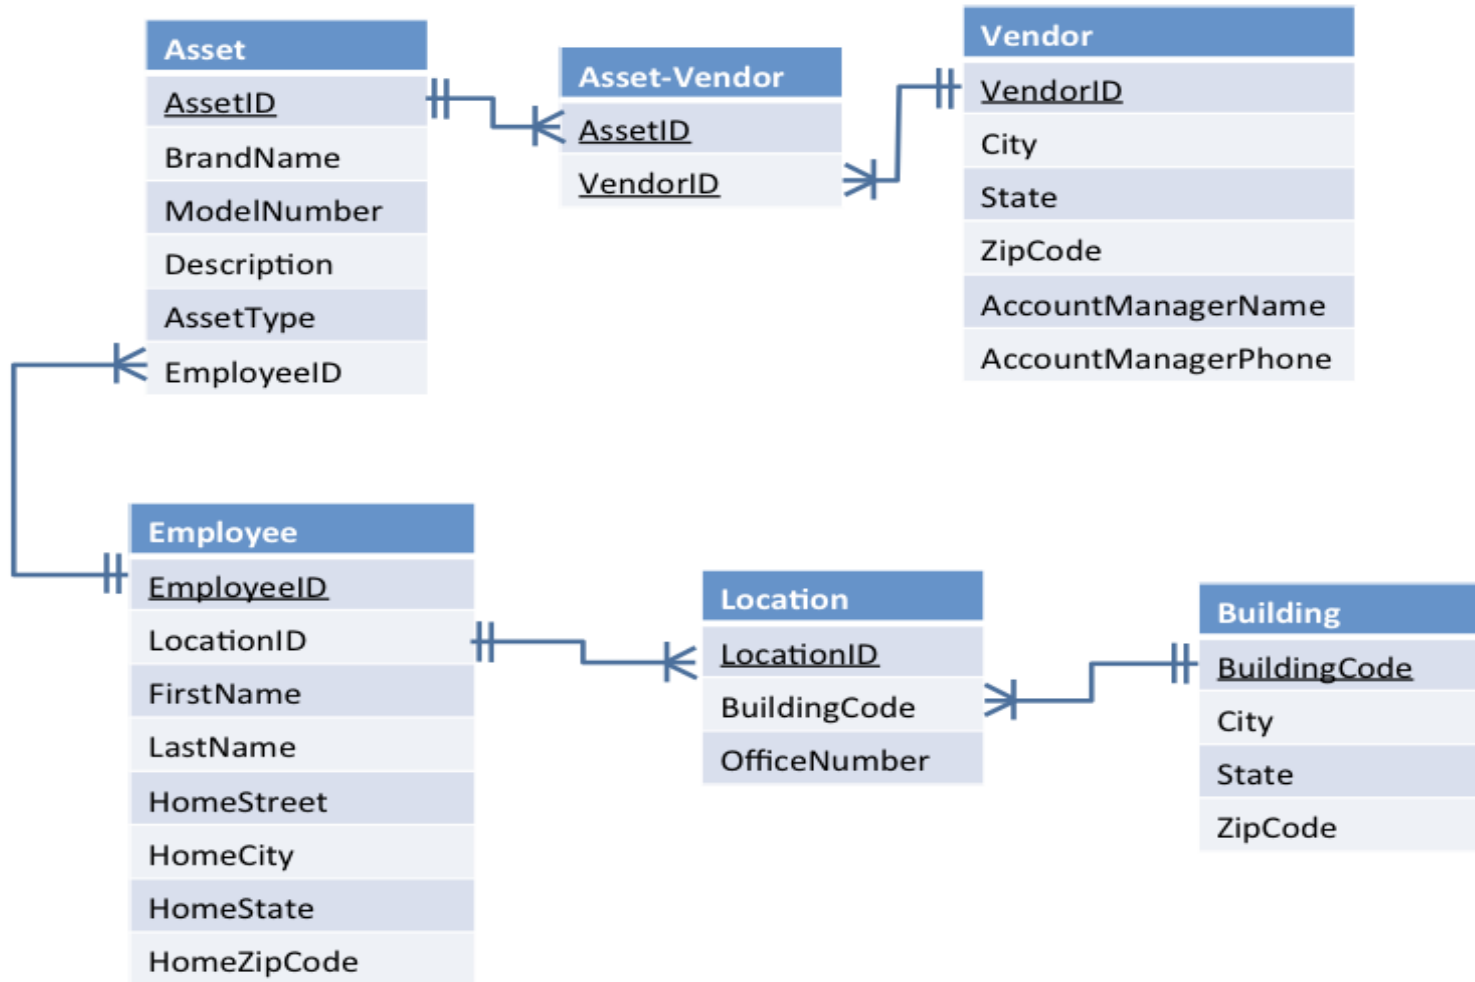 Asset
AssetID
BrandName
ModelNumber
Description
AssetType
EmployeeID
Asset-Vendor
AssetID
VendorID
Vendor
VendorID
City
State
ZipCode
AccountManagerName
AccountManagerPhone
Employee
EmployeeID
LocationID
FirstName
LastName
HomeStreet
HomeCity
HomeState
HomeZipCode
Location
LocationID
BuildingCode
OfficeNumber
Building
BuildingCode
City
State
ZipCode